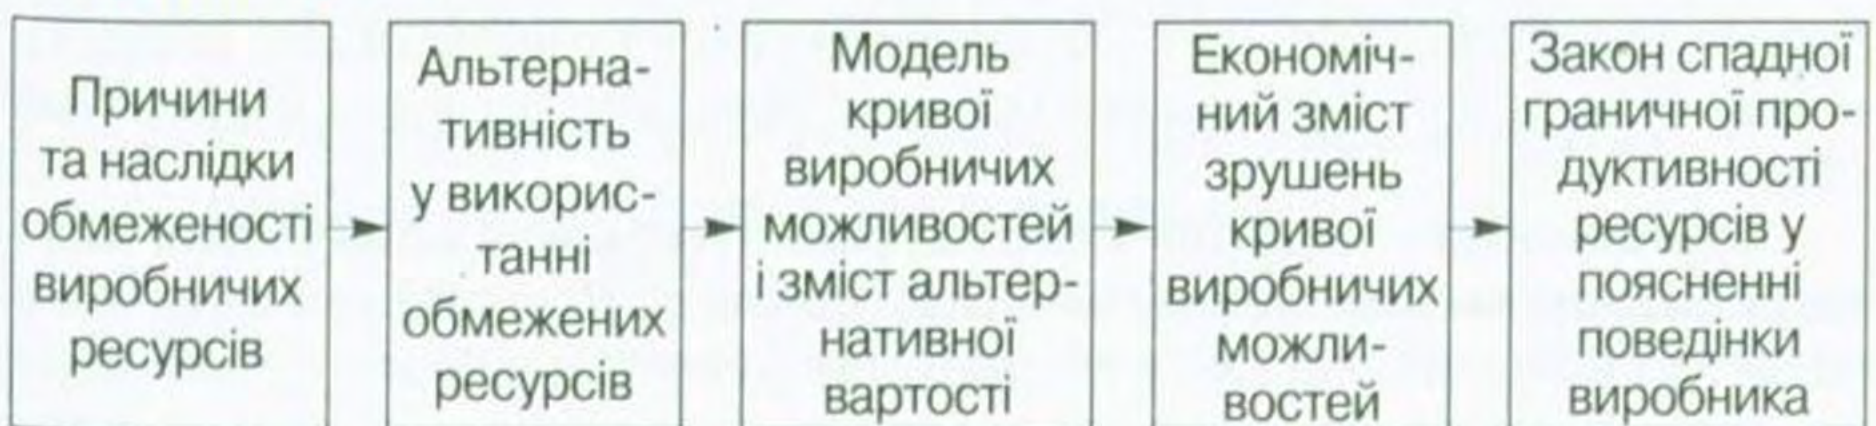 Причини
та наслідки
обмеженості
виробничих
ресурсів
Альтерна-
тивність
у викорис-
танні
обмежених
ресурсів
Модель
кривої
виробничих
можливостей
і зміст альтер-
нативної
вартості
Економіч-
ний зміст
зрушень
кривої
виробничих
можли-
востей
Закон спадної
граничної про-
дуктивності
ресурсів у
поясненні
поведінки
виробника